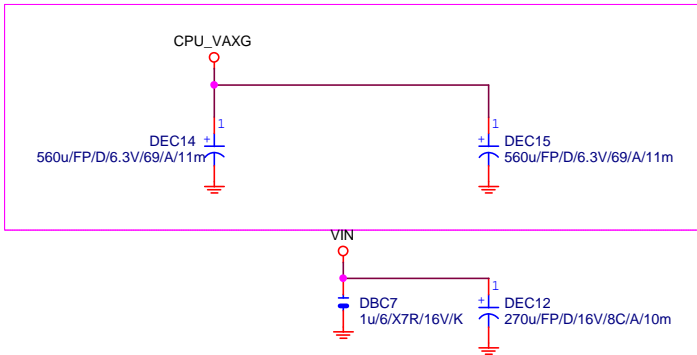 CPU_VAXG
1
DEC14
+
560u/FP/D/6.3V/69/A/11m
1
DEC15
+
560u/FP/D/6.3V/69/A/11m
VIN
DBC7
1u/6/X7R/16V/K
1
DEC12
+
270u/FP/D/16V/8C/A/10m